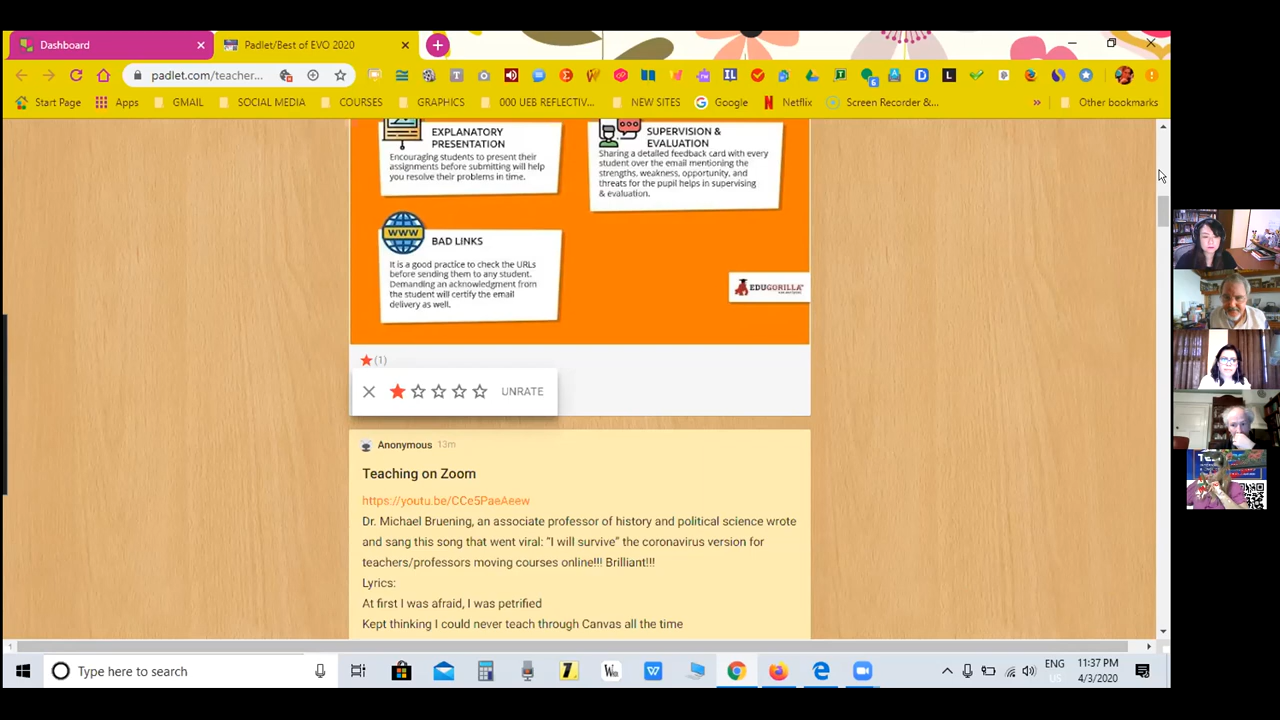 Dashboard
Padlet/Best of EVO 2020
padlet.com/teacher...
Start Page
Apps
GMAIL
SOCIAL MEDIA
COURSES
GRAPHICS
000 UEB REFLECTIV...
NEW SITES
Google
Netflix
Screen Recorder &...
Other bookmarks
EXPLANATORY
PRESENTATION
Encouraging students to present their
assignments before submitting will help
you resolve their problems in time.
SUPERVISION &
EVALUATION
Sharing a detailed feedback card with every
student over the email mentioning the
strengths, weakness, opportunity, and
threats for the pupil helps in supervising
& evaluation.
WWW
BAD LINKS
It is a good practice to check the URLs
before sending them to any student.
Demanding an acknowledgment from
the student will certify the email
delivery as well.
EDUGORILLA
(1)
UNRATE
Anonymous 13m
Teaching on Zoom
https://youtu.be/CCe5PaeAeew
Dr. Michael Bruening, an associate professor of history and political science wrote
and sang this song that went viral: "I will survive" the coronavirus version for
teachers/professors moving courses online!!! Brilliant!!!
Lyrics:
At first I was afraid, I was petrified
Kept thinking I could never teach through Canvas all the time
Type here to search
ENG
US
11:37 PM
4/3/2020